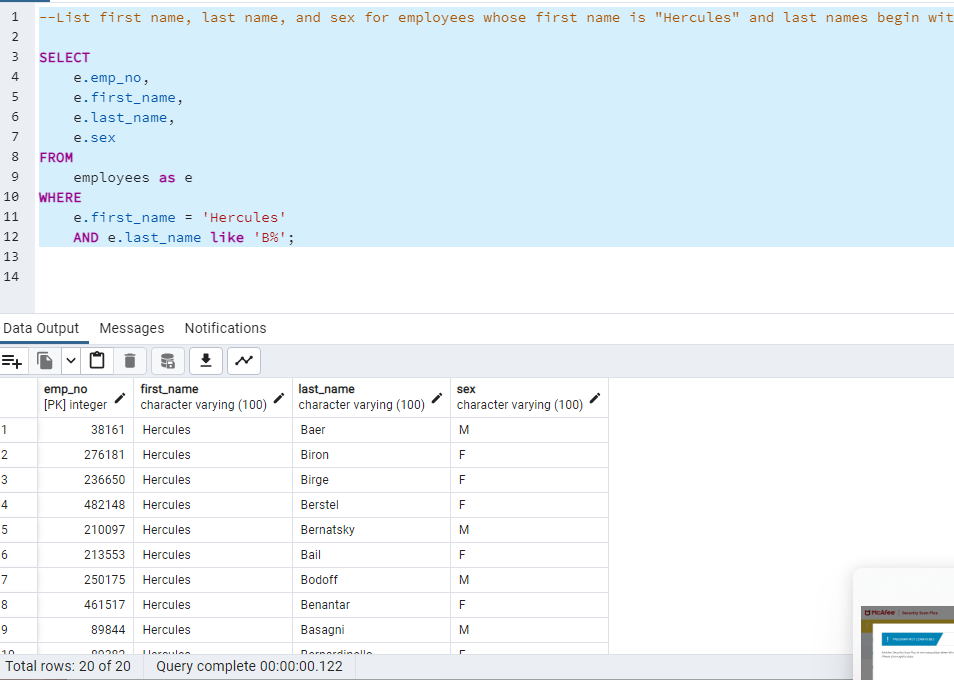 1 --List first name, last name, and sex for employees whose first name is "Hercules" and last names begin wit
2
3 SELECT
4 e.emp_no,
5 e.first_name,
6 e.last_name,
7 e.sex
8 FROM
9 employees as e
10 WHERE
11 e.first_name = 'Hercules'
12 AND e.last_name like 'B%';
13
14
Data Output Messages Notifications
emp_no first_name last_name sex
[PK] integer character varying (100) character varying (100) character varying (100)
1 38161 Hercules Baer M
2 276181 Hercules Biron F
3 236650 Hercules Birge F
4 482148 Hercules Berstel F
5 210097 Hercules Bernatsky M
6 213553 Hercules Bail F
7 250175 Hercules Bodoff M
8 461517 Hercules Benantar F
9 89844 Hercules Basagni M
10 Hercules Bernardinello F
Total rows: 20 of 20 Query complete 00:00:00.122
McAfee Security Scan Plus